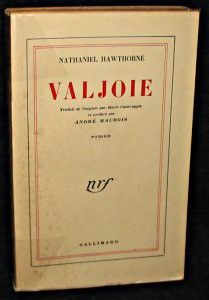 NATHANIEL HAWTHORNE
VALJOIE
Traduit de l'anglais par Marie Canavaggia
et préfacé par
ANDRÉ MAUROIS
ROMAN
nrf
GALLIMARD